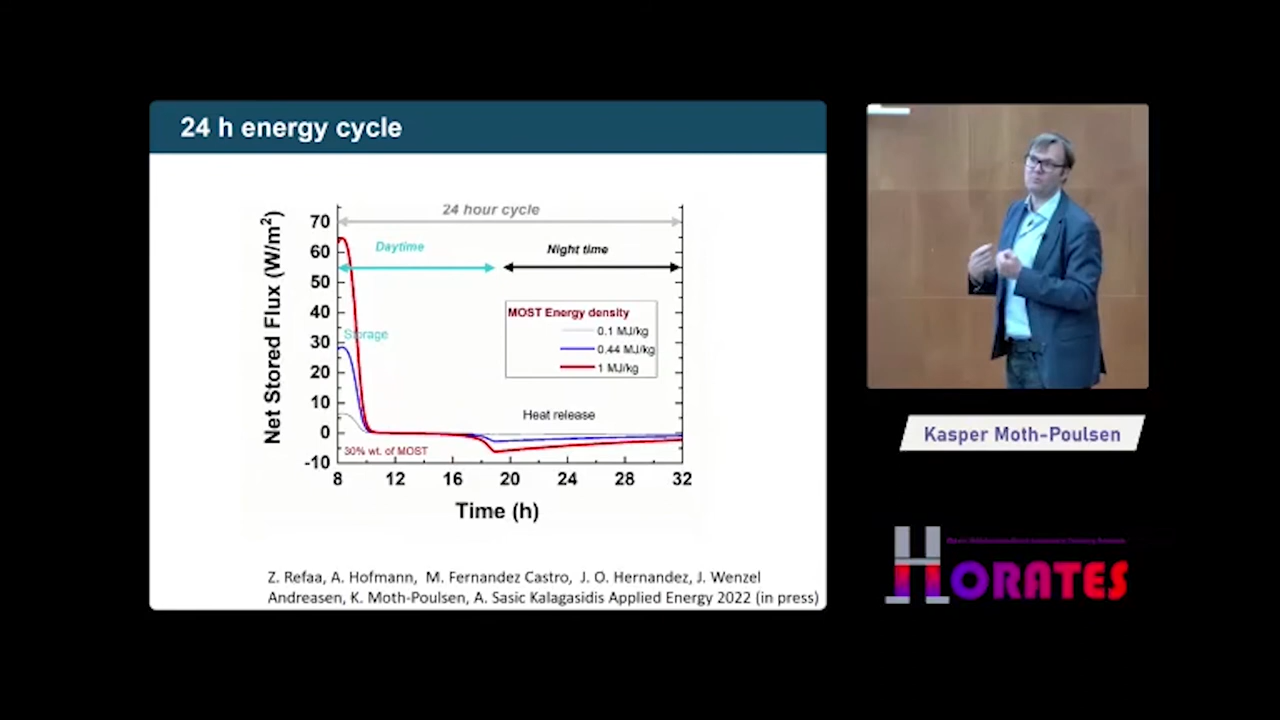 24 h energy cycle
24 hour cycle
Daytime
Night time
Storage
MOST Energy density
0.1 MJ/kg
0.44 MJ/kg
1 MJ/kg
Heat release
30% wt. of MOST
Net Stored Flux (W/m²)
70
60
50
40
30
20
10
0
-10
8 12 16 20 24 28 32
Time (h)
Z. Refaa, A. Hofmann, M. Fernandez Castro, J. O. Hernandez, J. Wenzel
Andreasen, K. Moth-Poulsen, A. Sasic Kalagasidis Applied Energy 2022 (in press)
Kasper Moth-Poulsen
HORATES